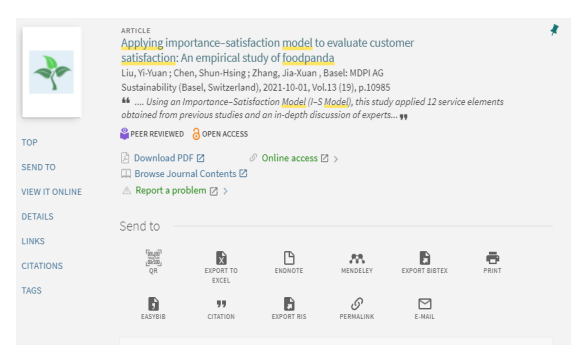 ARTICLE
Applying importance–satisfaction model to evaluate customer
satisfaction: An empirical study of foodpanda
Liu, Yi-Yuan ; Chen, Shun-Hsing ; Zhang, Jia-Xuan , Basel: MDPI AG
Sustainability (Basel, Switzerland), 2021-10-01, Vol.13 (19), p.10985
❝ .... Using an Importance–Satisfaction Model (I–S Model), this study applied 12 service elements
obtained from previous studies and an in-depth discussion of experts... ❞
PEER REVIEWED OPEN ACCESS
Download PDF Online access >
Browse Journal Contents
Report a problem >
TOP
SEND TO
VIEW IT ONLINE
DETAILS
LINKS
CITATIONS
TAGS
Send to
QR EXPORT TO EXCEL ENDNOTE MENDELEY EXPORT BIBTEX PRINT
EASYBIB CITATION EXPORT RIS PERMALINK E-MAIL